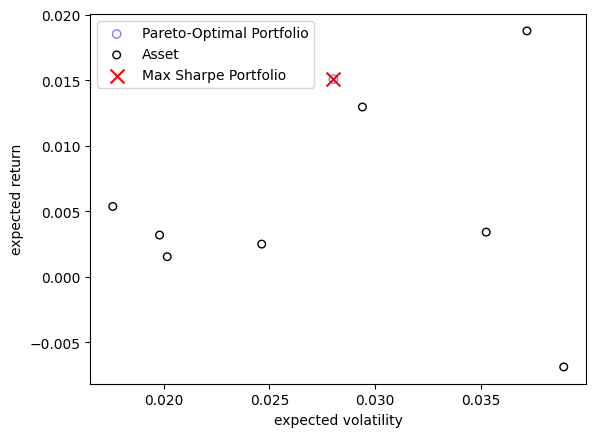 Pareto-Optimal Portfolio
Asset
Max Sharpe Portfolio
0.020
0.015
0.010
0.005
0.000
−0.005
expected return
0.020
0.025
0.030
0.035
expected volatility